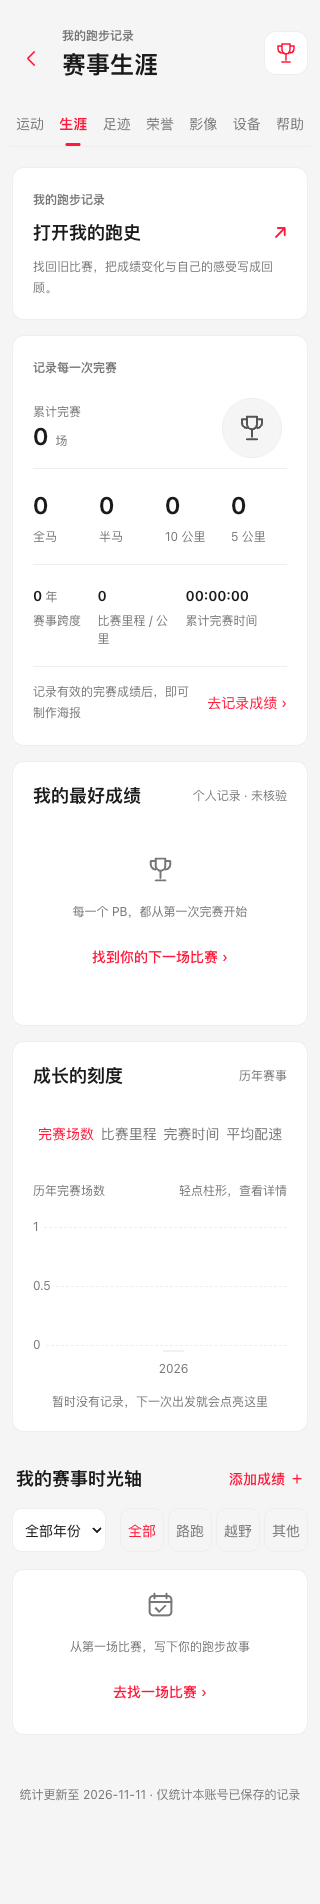 我的跑步记录
赛事生涯
运动 生涯 足迹 荣誉 影像 设备 帮助
我的跑步记录
打开我的跑史
找回旧比赛，把成绩变化与自己的感受写成回
顾。
记录每一次完赛
累计完赛
0 场
0 0 0 0
全马 半马 10 公里 5 公里
0 年 0 00:00:00
赛事跨度 比赛里程 / 公 累计完赛时间
里
记录有效的完赛成绩后，即可
制作海报
去记录成绩 ›
我的最好成绩 个人记录 · 未核验
每一个 PB，都从第一次完赛开始
找到你的下一场比赛 ›
成长的刻度 历年赛事
完赛场数 比赛里程 完赛时间 平均配速
历年完赛场数 轻点柱形，查看详情
1
0.5
0
2026
暂时没有记录，下一次出发就会点亮这里
我的赛事时光轴 添加成绩 +
全部年份 全部 路跑 越野 其他
从第一场比赛，写下你的跑步故事
去找一场比赛 ›
统计更新至 2026-11-11 · 仅统计本账号已保存的记录